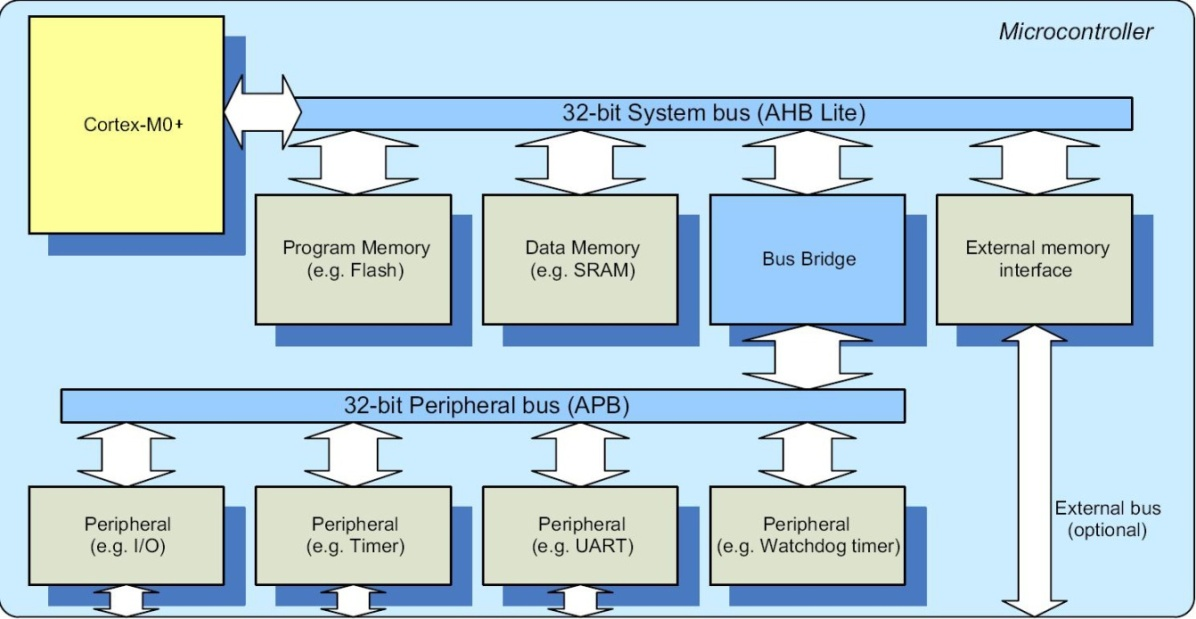 Microcontroller
Cortex-M0+
32-bit System bus (AHB Lite)
Program Memory
(e.g. Flash)
Data Memory
(e.g. SRAM)
Bus Bridge
External memory
interface
32-bit Peripheral bus (APB)
Peripheral
(e.g. I/O)
Peripheral
(e.g. Timer)
Peripheral
(e.g. UART)
Peripheral
(e.g. Watchdog timer)
External bus
(optional)